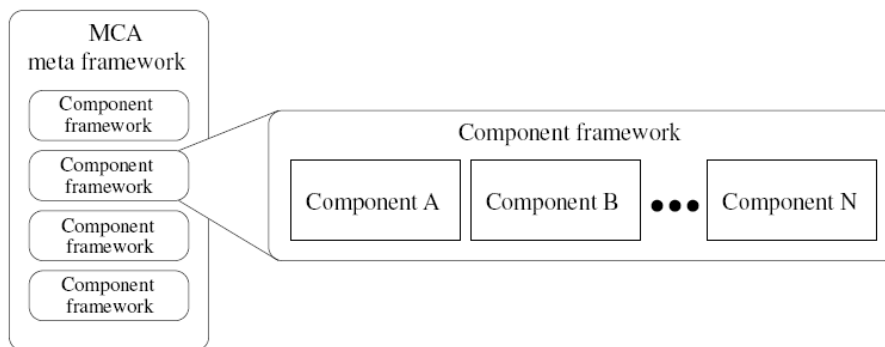 MCA
meta framework
Component
framework
Component
framework
Component
framework
Component
framework
Component framework
Component A
Component B
Component N